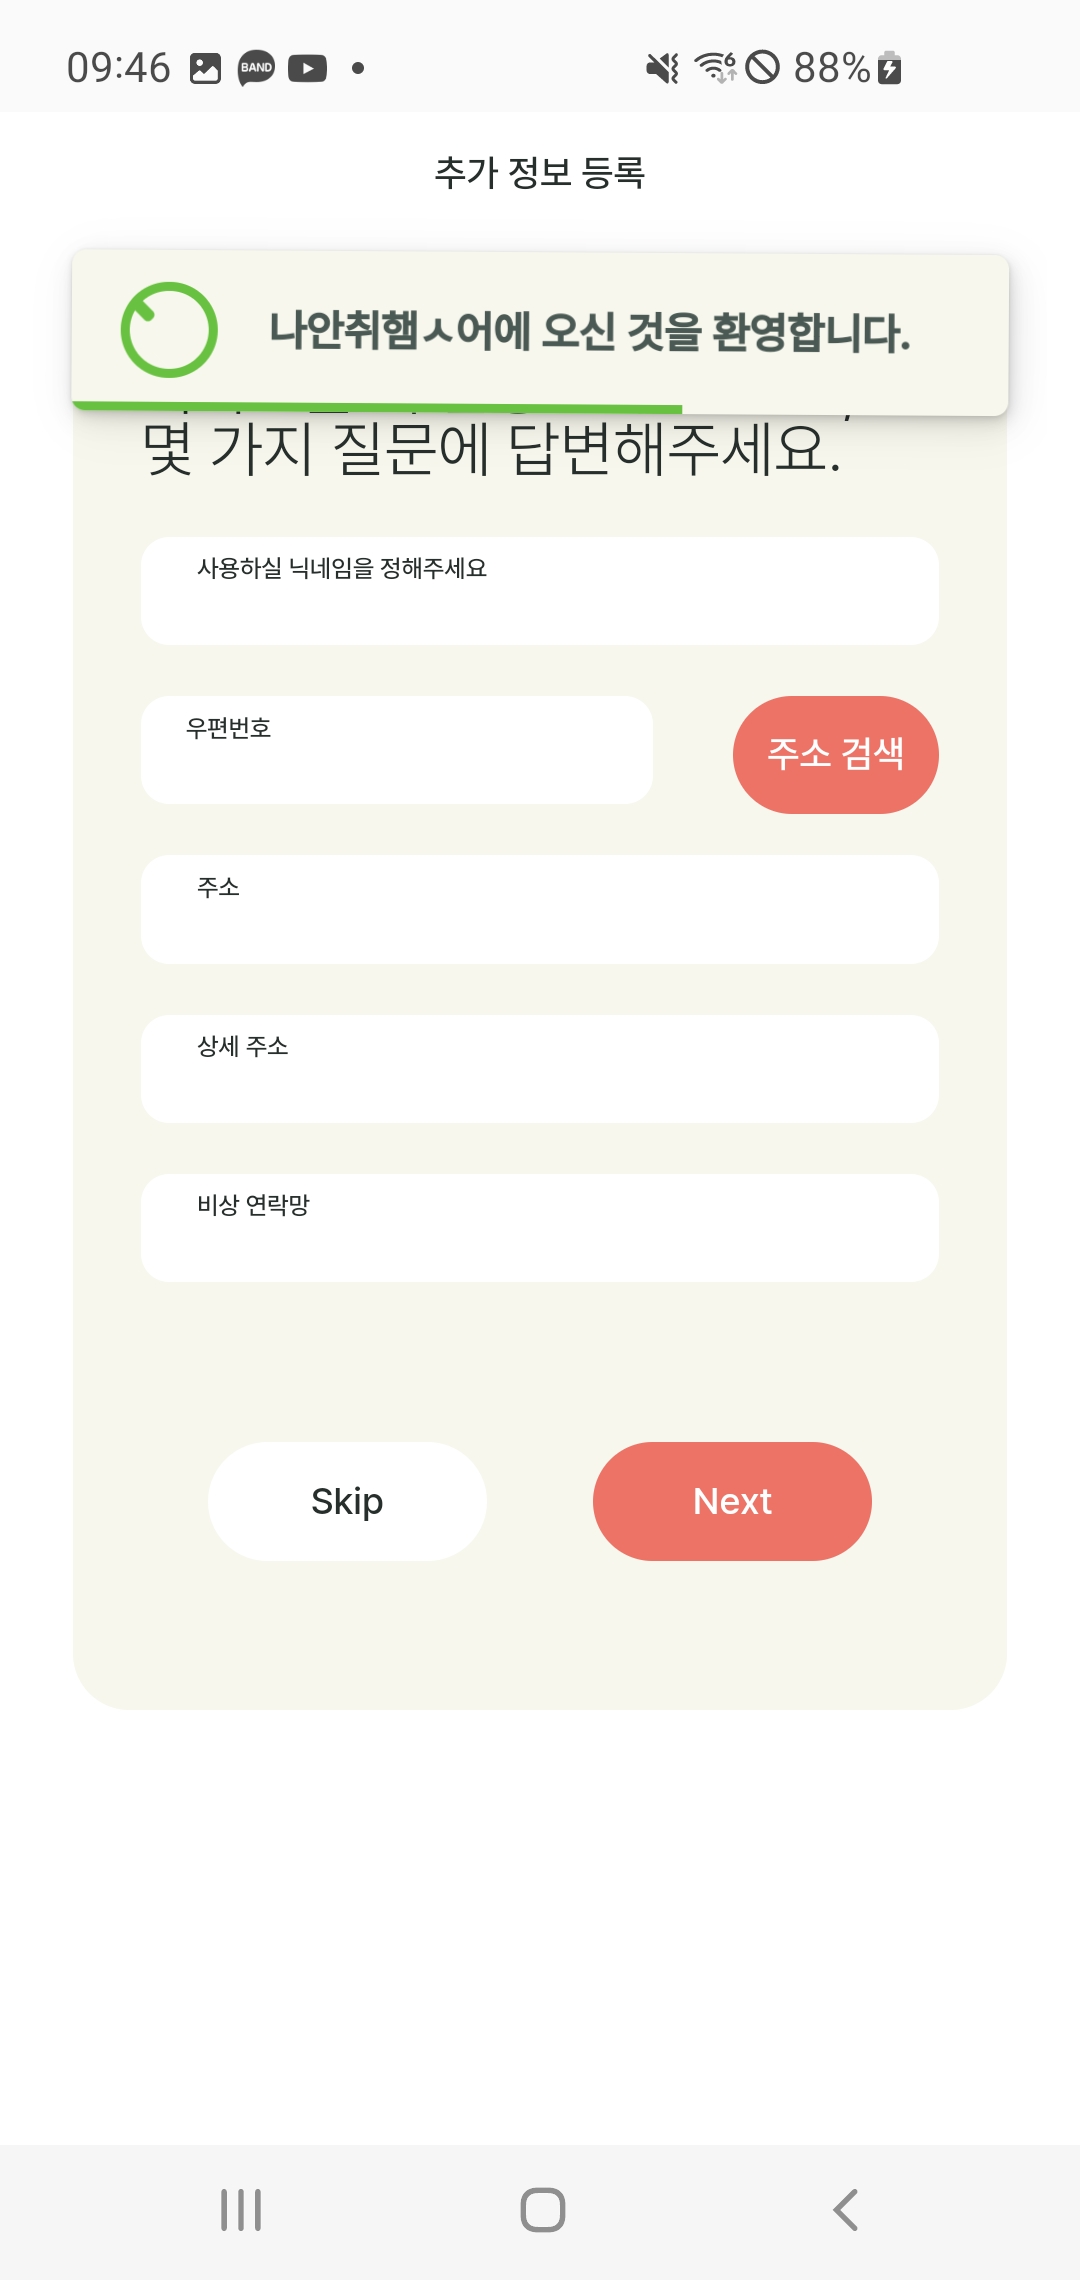 09:46
BAND
6
88%
추가 정보 등록
나안취햄ㅅ어에 오신 것을 환영합니다.
몇 가지 질문에 답변해주세요.
사용하실 닉네임을 정해주세요
우편번호
주소 검색
주소
상세 주소
비상 연락망
Skip
Next